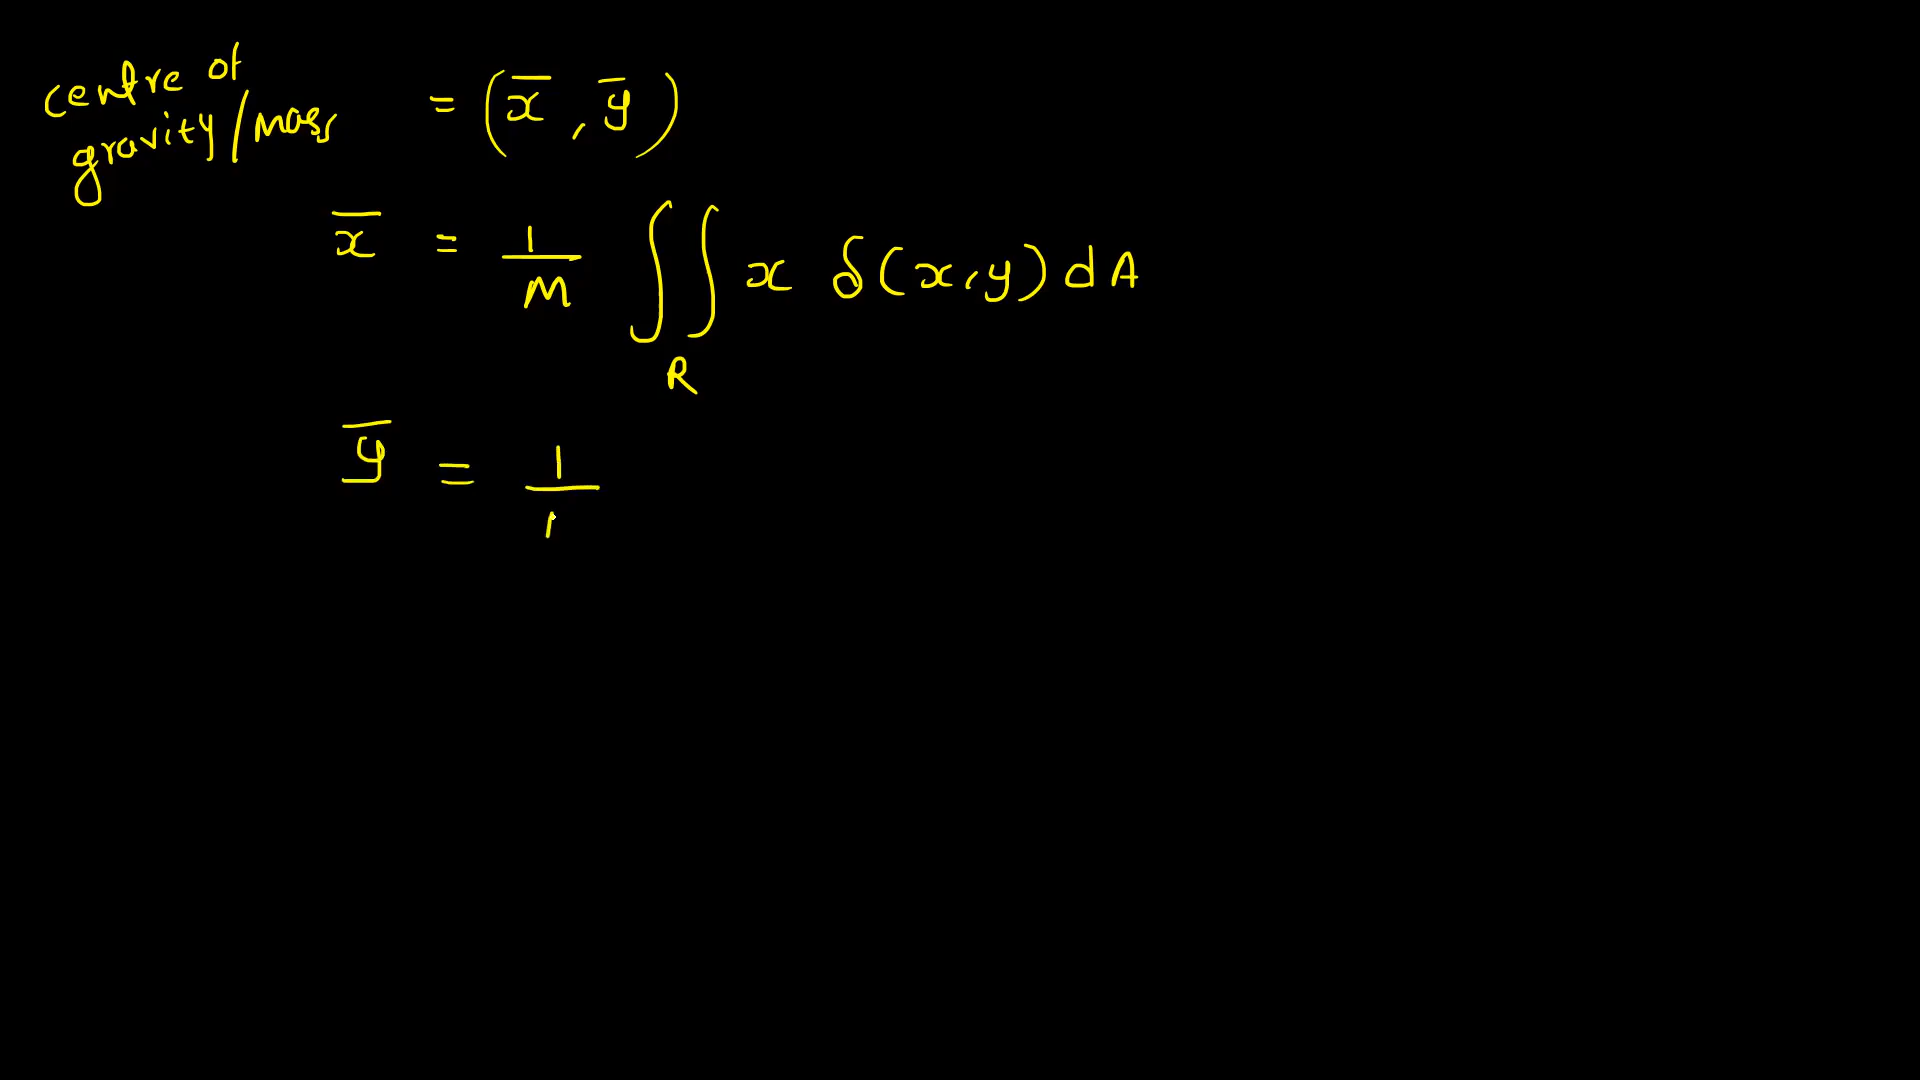 centre of
gravity/mass = (x̄, ȳ)
x̄ = 1/M ∬_R x δ(x,y) dA
ȳ = 1/